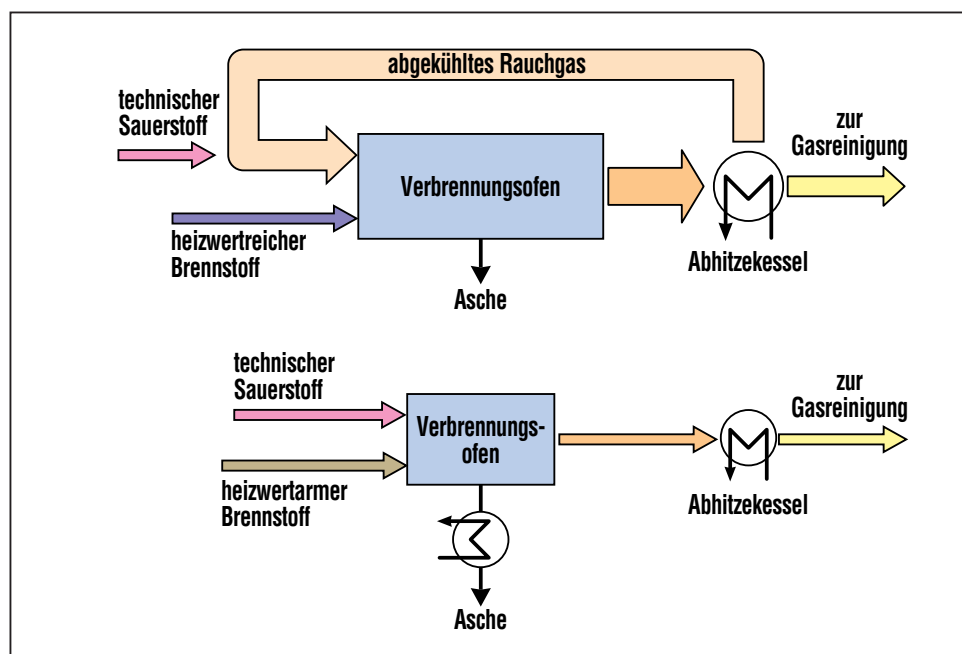 abgekühltes Rauchgas
technischer
Sauerstoff
zur
Gasreinigung
Verbrennungsofen
heizwertreicher
Brennstoff
Abhitzekessel
Asche
technischer
Sauerstoff
zur
Gasreinigung
Verbrennungs-
ofen
heizwertarmer
Brennstoff
Abhitzekessel
Asche